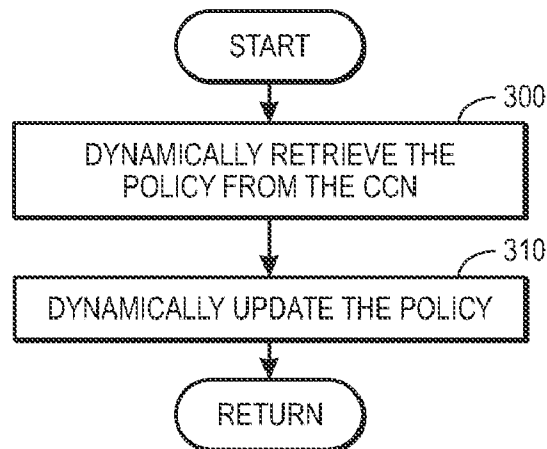 START
300
DYNAMICALLY RETRIEVE THE
POLICY FROM THE CCN
310
DYNAMICALLY UPDATE THE POLICY
RETURN